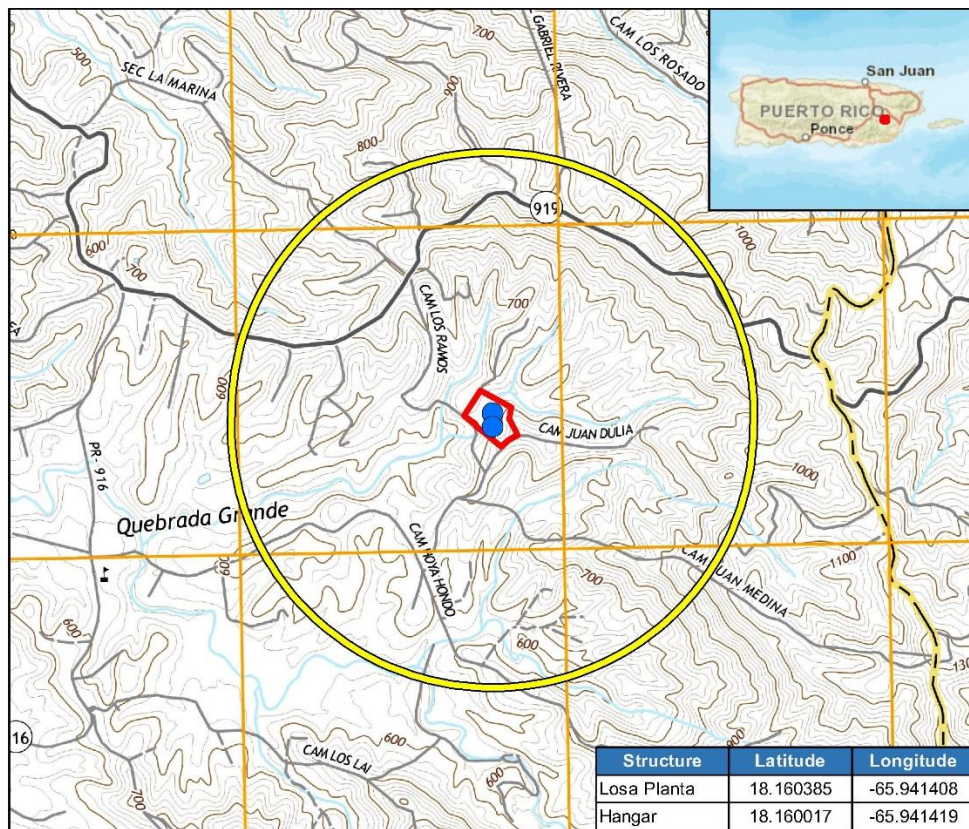 700
GABRIEL RIVERA
CAM LOS ROSADO
500
SEC LA MARINA
900
800
San Juan
PUERTO RICO
Ponce
919
1000
600
700
700
CAM LOS RAMOS
600
CAM JUAN DULIA
PR - 916
1000
Quebrada Grande
1100
600
CAM HOYA HONDO
CAM JUAN MEDINA
700
600
600
16
CAM LOS LAI
600
600
700
900
Structure Latitude Longitude
Losa Planta 18.160385 -65.941408
Hangar 18.160017 -65.941419